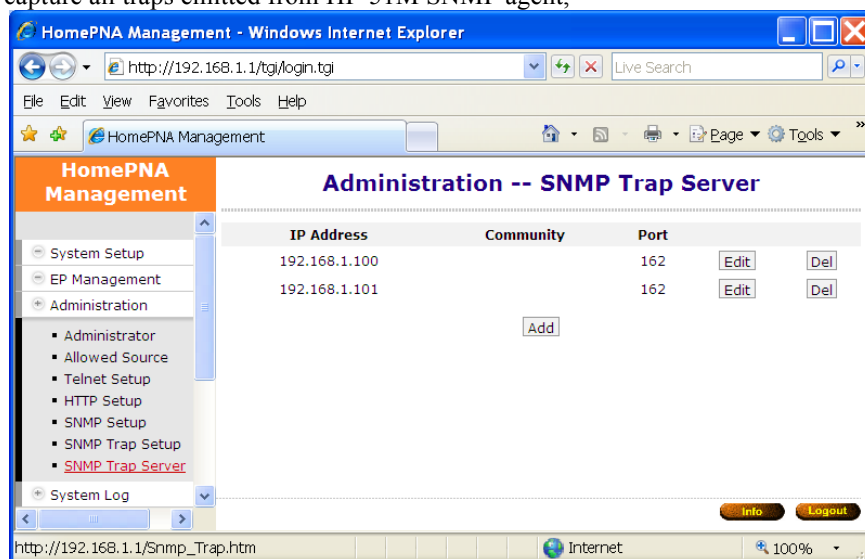 capture all traps emitted from HP-51M SNMP agent;
HomePNA Management - Windows Internet Explorer
http://192.168.1.1/tgi/login.tgi
Live Search
File Edit View Favorites Tools Help
HomePNA Management
Page Tools »
HomePNA
Management
Administration -- SNMP Trap Server
IP Address Community Port
192.168.1.100 162 Edit Del
192.168.1.101 162 Edit Del
Add
System Setup
EP Management
Administration
Administrator
Allowed Source
Telnet Setup
HTTP Setup
SNMP Setup
SNMP Trap Setup
SNMP Trap Server
System Log
Info Logout
http://192.168.1.1/Snmp_Trap.htm Internet 100%